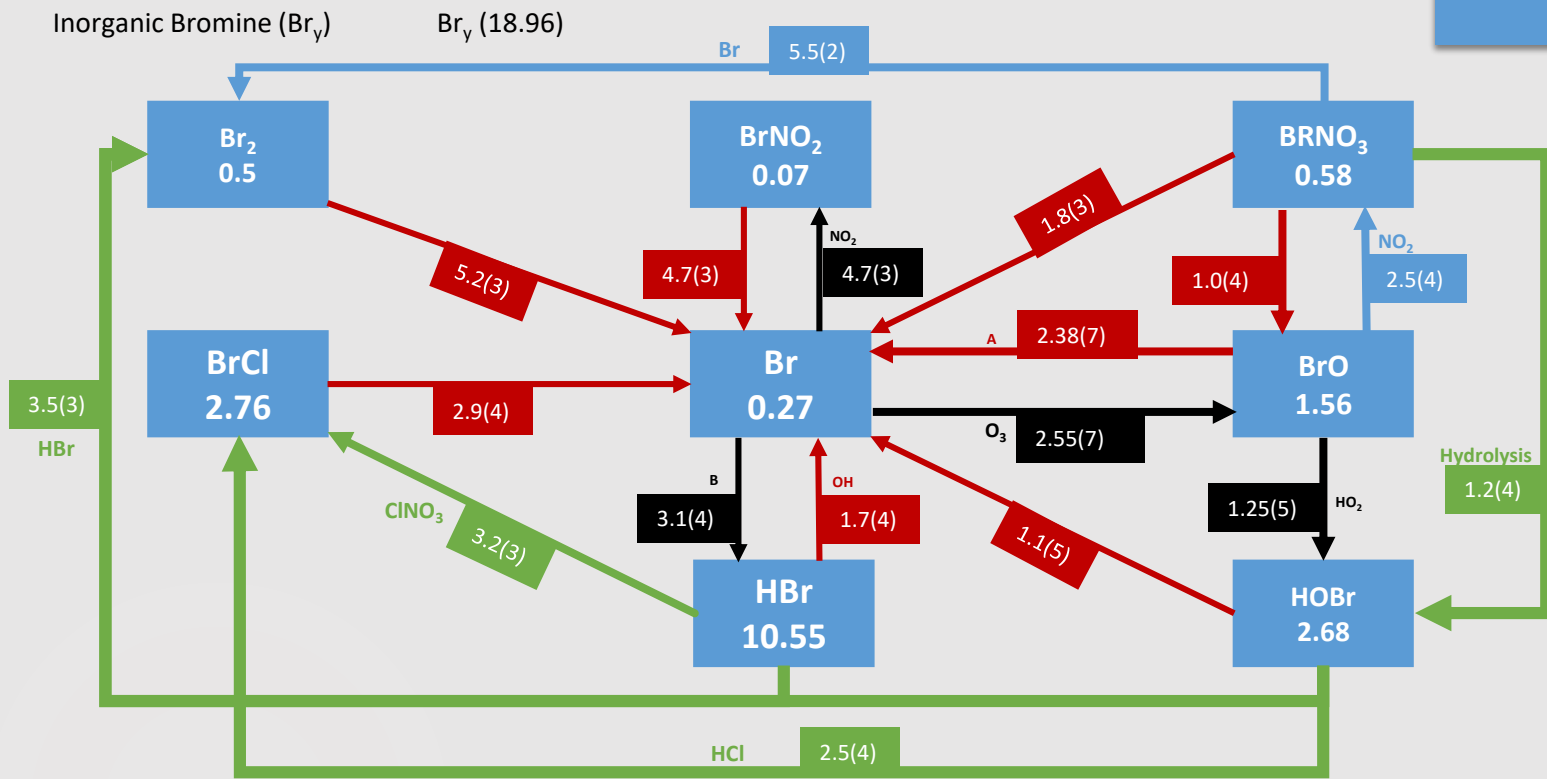 Inorganic Bromine (Br_y) Br_y (18.96)
Br 5.5(2)
Br₂
0.5
BrNO₂
0.07
BRNO₃
0.58
1.8(3)
NO₂
NO₂
5.2(3)
4.7(3)
4.7(3)
1.0(4)
2.5(4)
A 2.38(7)
BrCl
2.76
Br
0.27
BrO
1.56
3.5(3)
HBr
2.9(4)
O₃ 2.55(7)
Hydrolysis
1.2(4)
B
OH
ClNO₃
3.2(3)
3.1(4)
1.7(4)
1.1(5)
1.25(5)
HO₂
HBr
10.55
HOBr
2.68
HCl 2.5(4)